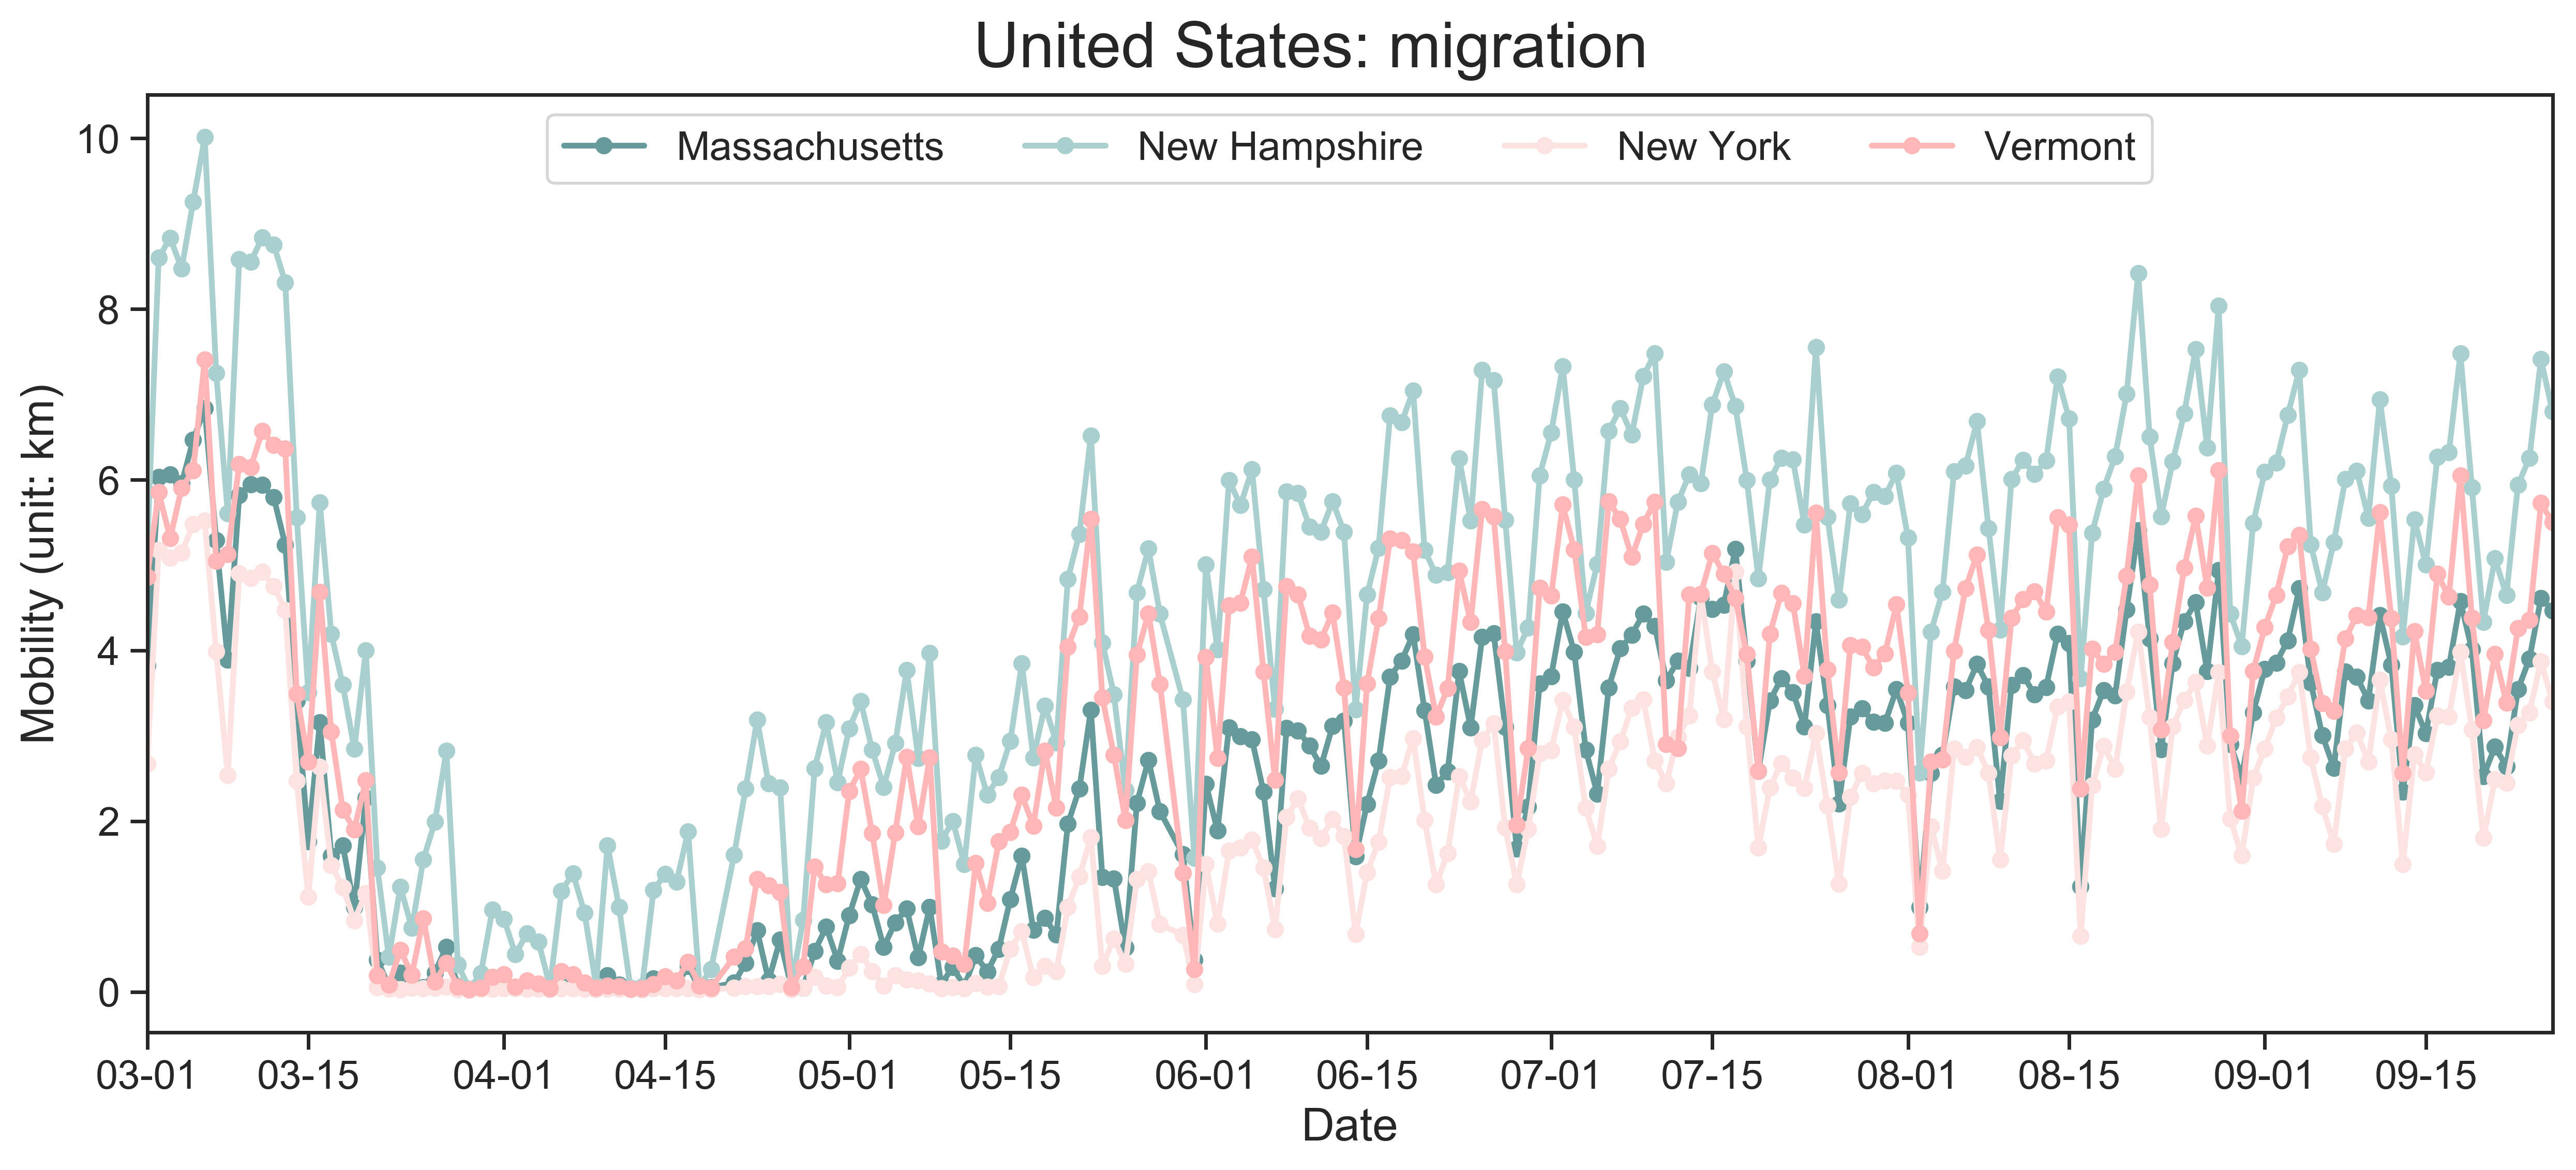 United States: migration
Massachusetts New Hampshire New York Vermont
10
8
6
4
2
0
Mobility (unit: km)
03-01 03-15 04-01 04-15 05-01 05-15 06-01 06-15 07-01 07-15 08-01 08-15 09-01 09-15
Date